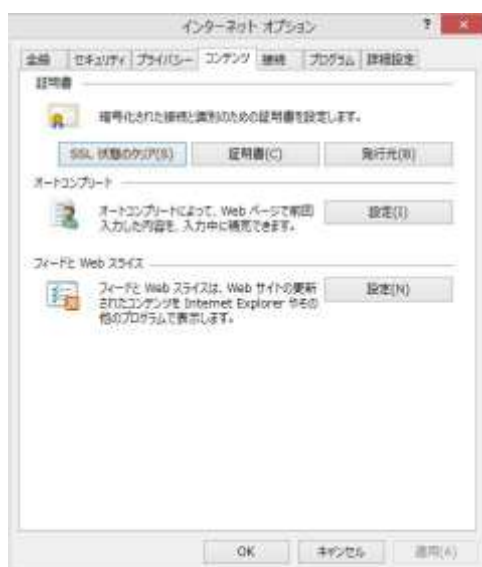 インターネット オプション
全般 セキュリティ プライバシー コンテンツ 接続 プログラム 詳細設定
証明書
暗号化された接続と識別のための証明書を設定します。
SSL 状態のクリア(S) 証明書(C) 発行元(B)
オートコンプリート
オートコンプリートによって、Web ページで前回
入力した内容を、入力中に補完できます。
設定(I)
フィードと Web スライス
フィードと Web スライスは、Web サイトの更新
されたコンテンツを Internet Explorer やその
他のプログラムで表示します。
設定(N)
OK キャンセル 適用(A)